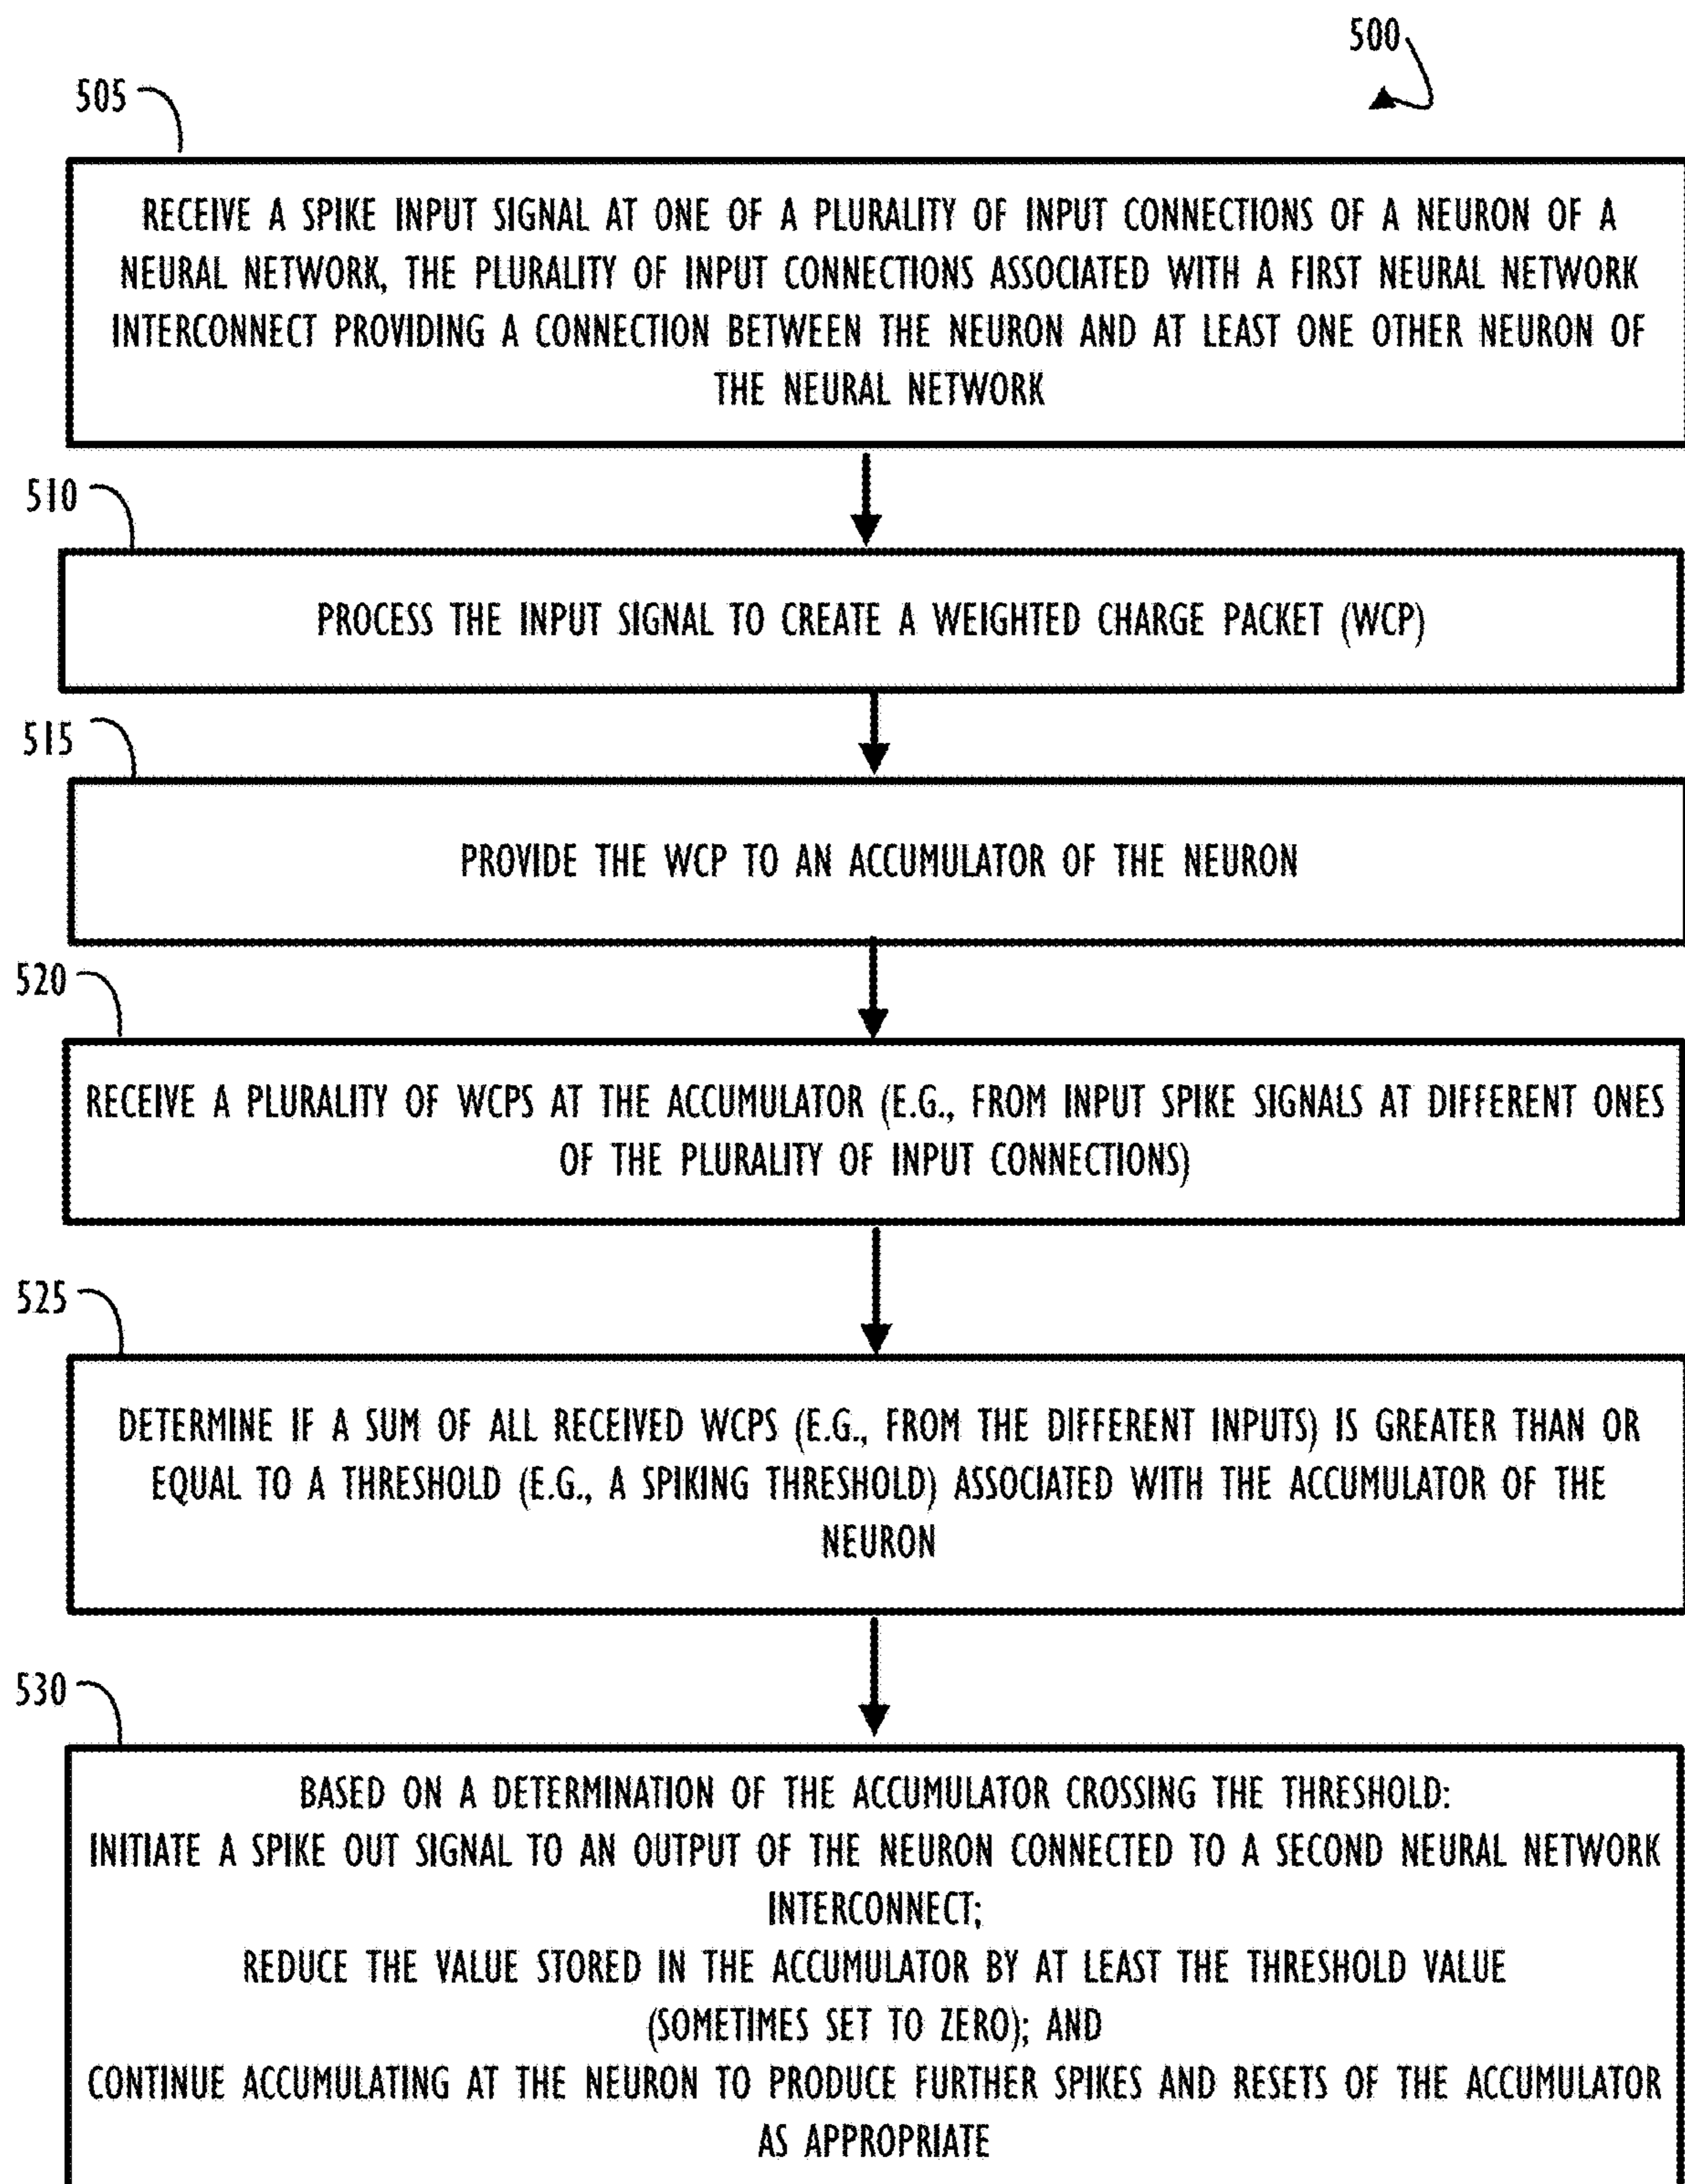 500
505
RECEIVE A SPIKE INPUT SIGNAL AT ONE OF A PLURALITY OF INPUT CONNECTIONS OF A NEURON OF A
NEURAL NETWORK, THE PLURALITY OF INPUT CONNECTIONS ASSOCIATED WITH A FIRST NEURAL NETWORK
INTERCONNECT PROVIDING A CONNECTION BETWEEN THE NEURON AND AT LEAST ONE OTHER NEURON OF
THE NEURAL NETWORK
510
PROCESS THE INPUT SIGNAL TO CREATE A WEIGHTED CHARGE PACKET (WCP)
515
PROVIDE THE WCP TO AN ACCUMULATOR OF THE NEURON
520
RECEIVE A PLURALITY OF WCPS AT THE ACCUMULATOR (E.G., FROM INPUT SPIKE SIGNALS AT DIFFERENT ONES
OF THE PLURALITY OF INPUT CONNECTIONS)
525
DETERMINE IF A SUM OF ALL RECEIVED WCPS (E.G., FROM THE DIFFERENT INPUTS) IS GREATER THAN OR
EQUAL TO A THRESHOLD (E.G., A SPIKING THRESHOLD) ASSOCIATED WITH THE ACCUMULATOR OF THE
NEURON
530
BASED ON A DETERMINATION OF THE ACCUMULATOR CROSSING THE THRESHOLD:
INITIATE A SPIKE OUT SIGNAL TO AN OUTPUT OF THE NEURON CONNECTED TO A SECOND NEURAL NETWORK
INTERCONNECT;
REDUCE THE VALUE STORED IN THE ACCUMULATOR BY AT LEAST THE THRESHOLD VALUE
(SOMETIMES SET TO ZERO); AND
CONTINUE ACCUMULATING AT THE NEURON TO PRODUCE FURTHER SPIKES AND RESETS OF THE ACCUMULATOR
AS APPROPRIATE